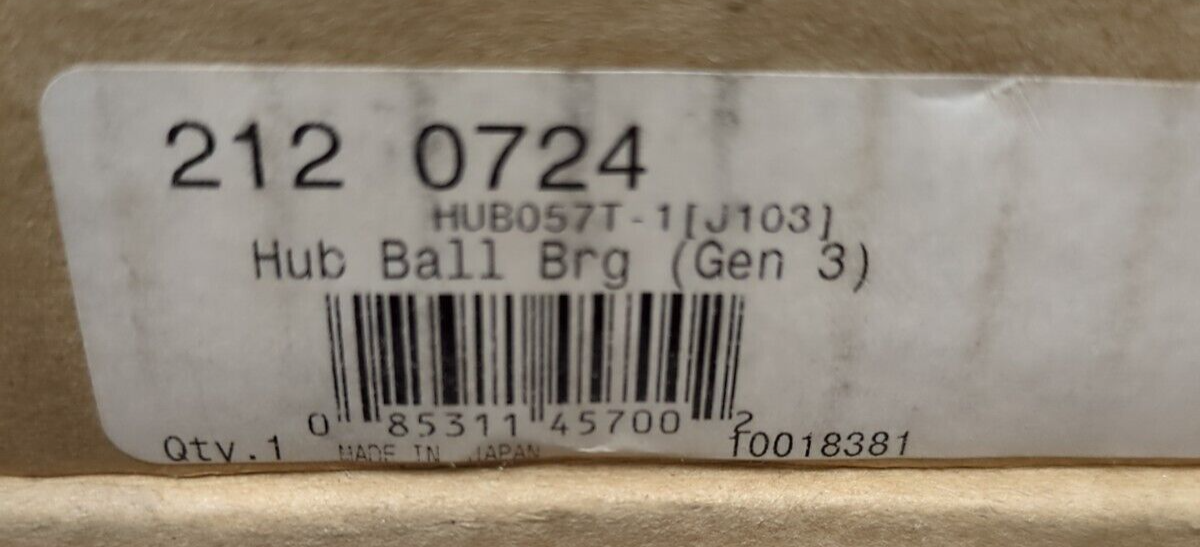 212 0724
HUB057T-1[J103]
Hub Ball Brg (Gen 3)
0 85311 45700 2
Qty.1 MADE IN JAPAN f0018381